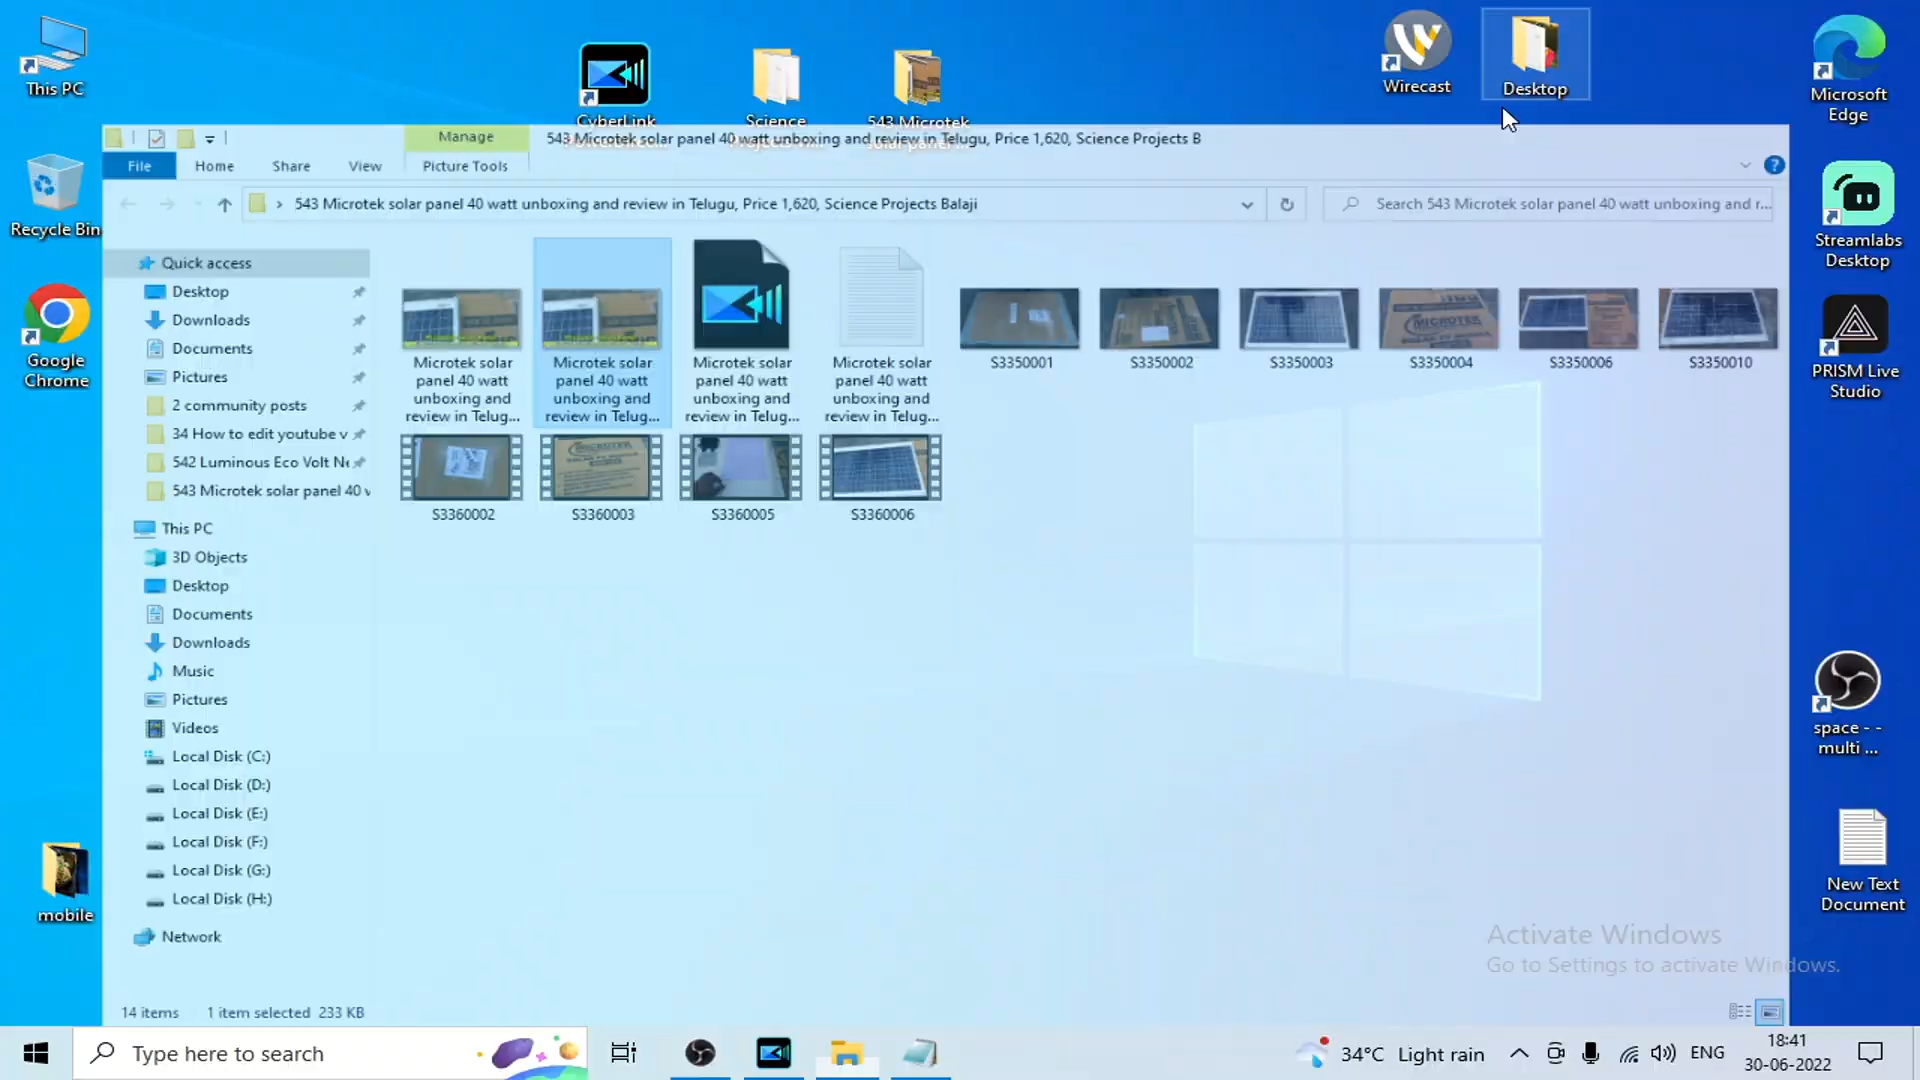 This PC
CyberLink
Science
543 Microtek
Wirecast
Desktop
Microsoft
Edge
Manage
543 Microtek solar panel 40 watt unboxing and review in Telugu, Price 1,620, Science Projects B
File
Home
Share
View
Picture Tools
543 Microtek solar panel 40 watt unboxing and review in Telugu, Price 1,620, Science Projects Balaji
Search 543 Microtek solar panel 40 watt unboxing and r...
Recycle Bin
Google
Chrome
Quick access
Desktop
Downloads
Documents
Pictures
2 community posts
34 How to edit youtube v
542 Luminous Eco Volt Ne
543 Microtek solar panel 40 v
This PC
3D Objects
Desktop
Documents
Downloads
Music
Pictures
Videos
Local Disk (C:)
Local Disk (D:)
Local Disk (E:)
Local Disk (F:)
Local Disk (G:)
Local Disk (H:)
Network
Microtek solar
panel 40 watt
unboxing and
review in Telug...
Microtek solar
panel 40 watt
unboxing and
review in Telug...
Microtek solar
panel 40 watt
unboxing and
review in Telug...
Microtek solar
panel 40 watt
unboxing and
review in Telug...
S3350001
S3350002
S3350003
MICROTEK
S3350004
S3350006
S3350010
S3360002
S3360003
S3360005
S3360006
Streamlabs
Desktop
PRISM Live
Studio
space - -
multi ...
New Text
Document
mobile
Activate Windows
Go to Settings to activate Windows.
14 items
1 item selected 233 KB
Type here to search
34°C Light rain
ENG
18:41
30-06-2022